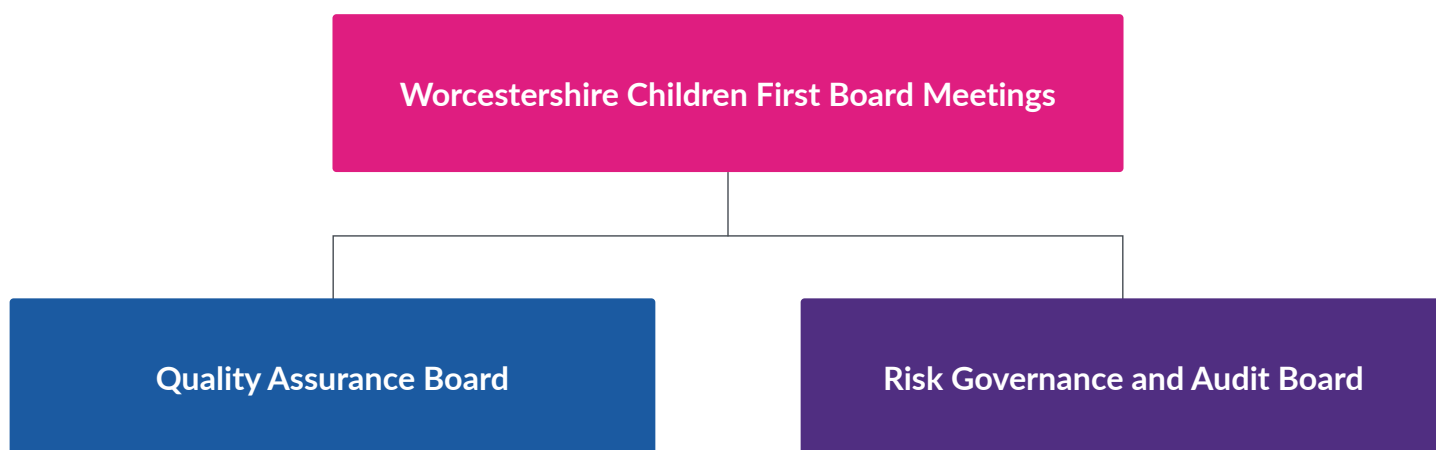 Worcestershire Children First Board Meetings
Quality Assurance Board
Risk Governance and Audit Board